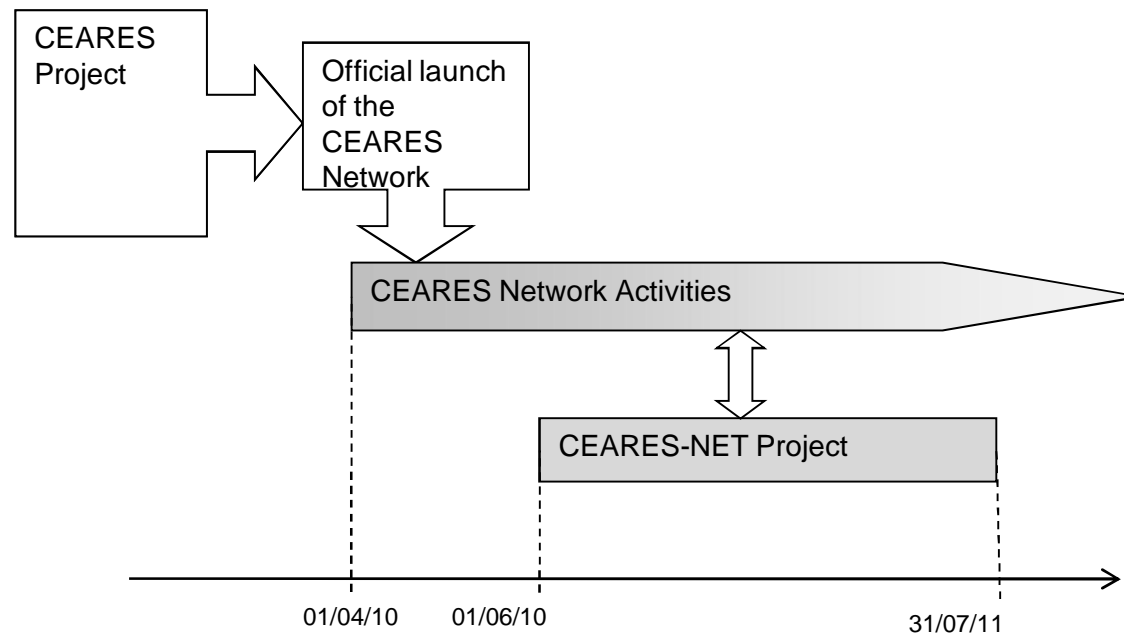 CEARES
Project
Official launch
of the
CEARES
Network
CEARES Network Activities
CEARES-NET Project
01/04/10
01/06/10
31/07/11